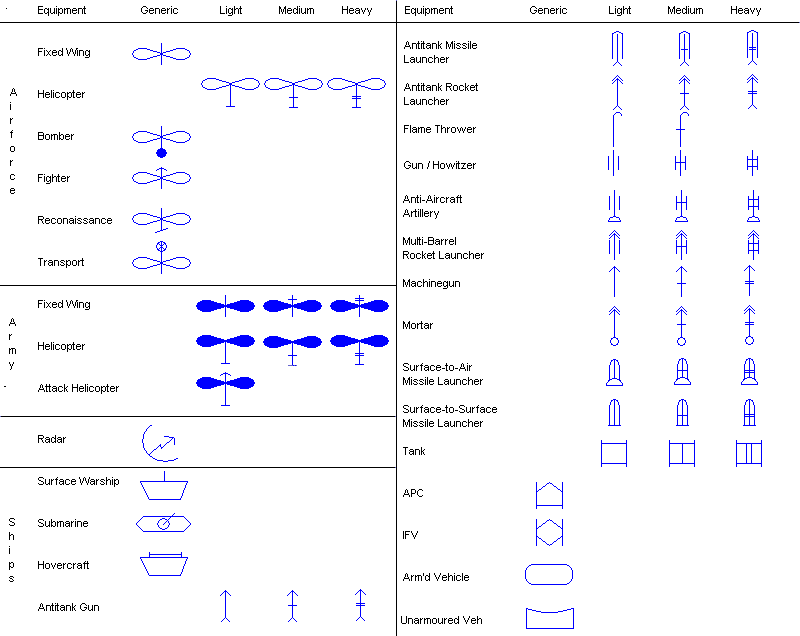 Equipment Generic Light Medium Heavy
Fixed Wing
Helicopter
Bomber
Fighter
Reconaissance
Transport
Airforce
Fixed Wing
Helicopter
Attack Helicopter
Army
Radar
Surface Warship
Submarine
Hovercraft
Antitank Gun
Ships
Equipment Generic Light Medium Heavy
Antitank Missile
Launcher
Antitank Rocket
Launcher
Flame Thrower
Gun / Howitzer
Anti-Aircraft
Artillery
Multi-Barrel
Rocket Launcher
Machinegun
Mortar
Surface-to-Air
Missile Launcher
Surface-to-Surface
Missile Launcher
Tank
APC
IFV
Arm'd Vehicle
Unarmoured Veh